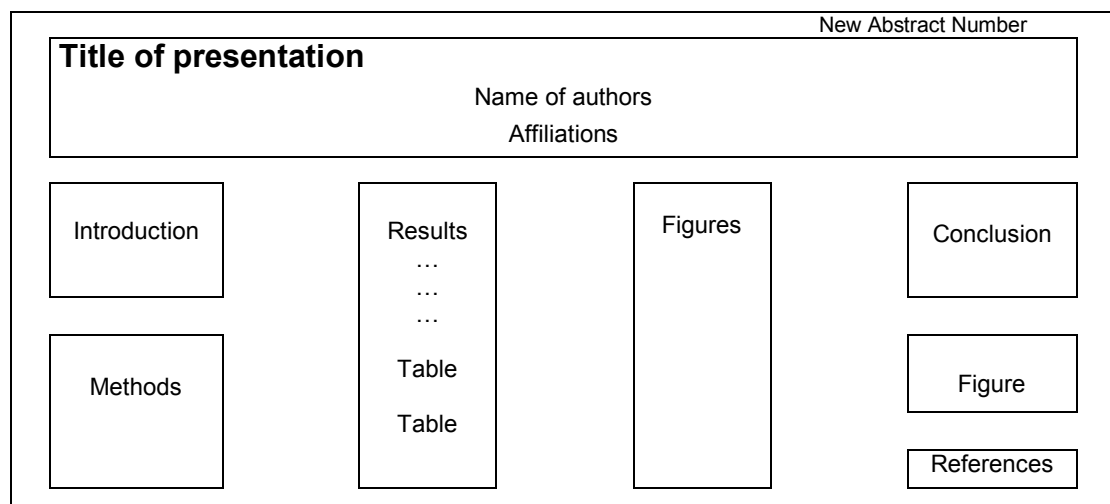 New Abstract Number
Title of presentation
Name of authors
Affiliations
Introduction
Methods
Results
…
…
…
Table
Table
Figures
Conclusion
Figure
References